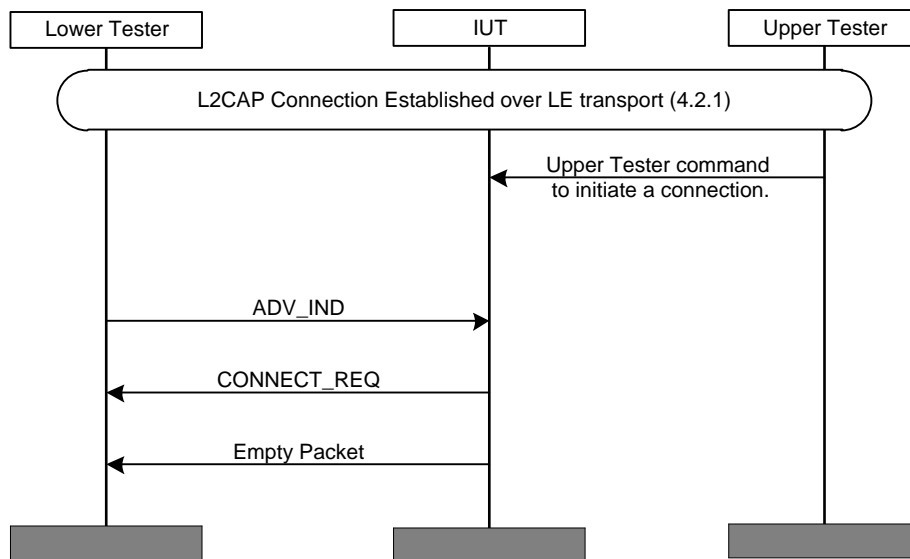 Lower Tester
IUT
Upper Tester
L2CAP Connection Established over LE transport (4.2.1)
Upper Tester command
to initiate a connection.
ADV_IND
CONNECT_REQ
Empty Packet